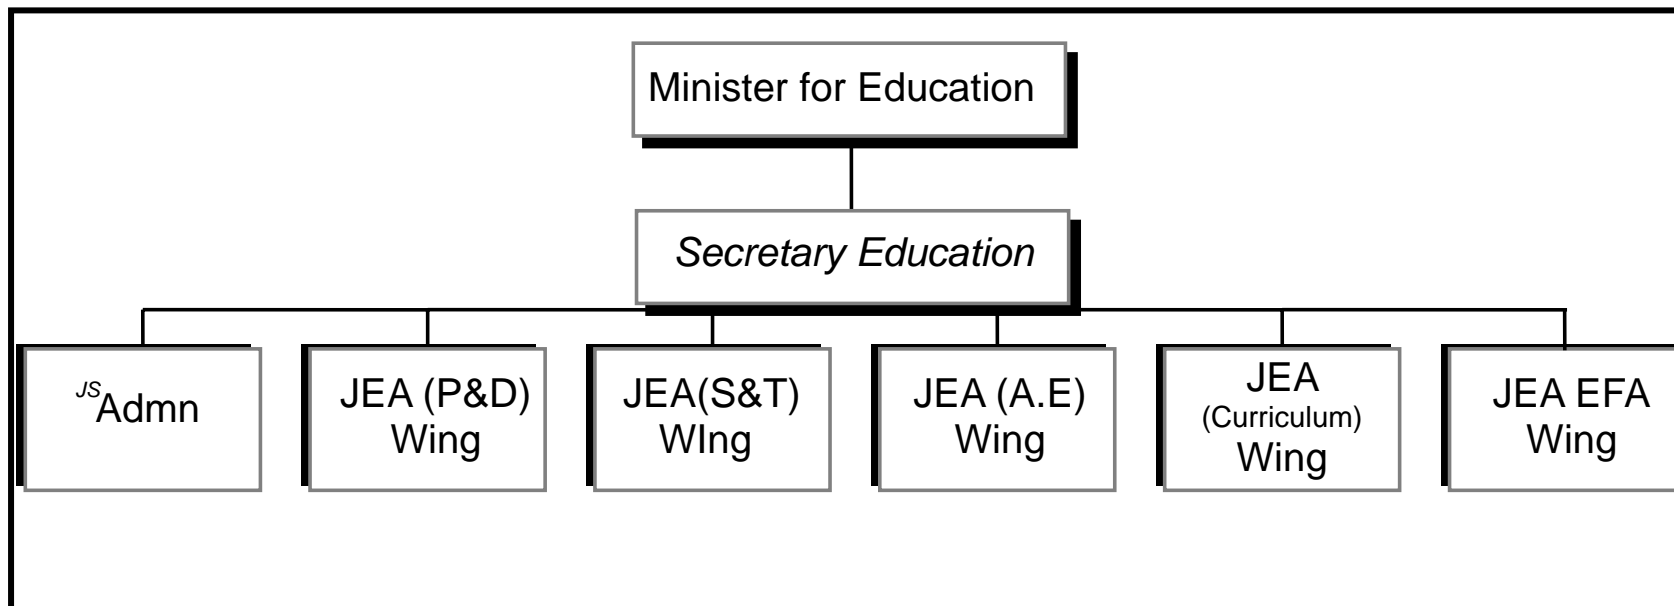 Minister for Education
Secretary Education
JS Admn
JEA (P&D)
Wing
JEA(S&T)
WIng
JEA (A.E)
Wing
JEA
(Curriculum)
Wing
JEA EFA
Wing